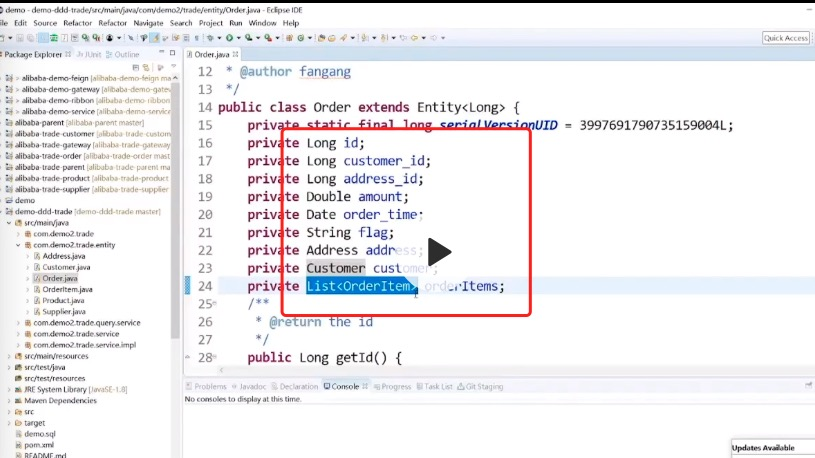 demo - demo-ddd-trade/src/main/java/com/demo2/trade/entity/Order.java - Eclipse IDE
File Edit Source Refactor Refactor Navigate Search Project Run Window Help
Quick Access
Package Explorer JUnit Outline
Order.java
> alibaba-demo-feign [alibaba-demo-feign
> alibaba-demo-gateway [alibaba-demo-gatew
> alibaba-demo-ribbon [alibaba-demo-ribbon
> alibaba-demo-service [alibaba-demo-service
alibaba-parent [alibaba-parent master]
alibaba-trade-customer [alibaba-trade-custome
alibaba-trade-gateway [alibaba-trade-gateway
alibaba-trade-order [alibaba-trade-order master
alibaba-trade-parent [alibaba-trade-parent ma
alibaba-trade-product [alibaba-trade-product
alibaba-trade-supplier [alibaba-trade-supplier
demo
demo-ddd-trade [demo-ddd-trade master]
src/main/java
com.demo2.trade
com.demo2.trade.entity
Address.java
Customer.java
Order.java
OrderItem.java
Product.java
Supplier.java
com.demo2.trade.query.service
com.demo2.trade.service
com.demo2.trade.service.impl
src/main/resources
src/test/java
src/test/resources
JRE System Library [JavaSE-1.8]
Maven Dependencies
src
target
demo.sql
pom.xml
README.md
12 * @author fangang
13 */
14 public class Order extends Entity<Long> {
15 private static final long serialVersionUID = 3997691790735159004L;
16 private Long id;
17 private Long customer_id;
18 private Long address_id;
19 private Double amount;
20 private Date order_time;
21 private String flag;
22 private Address address;
23 private Customer customer;
24 private List<OrderItem> orderItems;
25 /**
26 * @return the id
27 */
28 public Long getId() {
Problems Javadoc Declaration Console Progress Task List Git Staging
No consoles to display at this time.
Updates Available